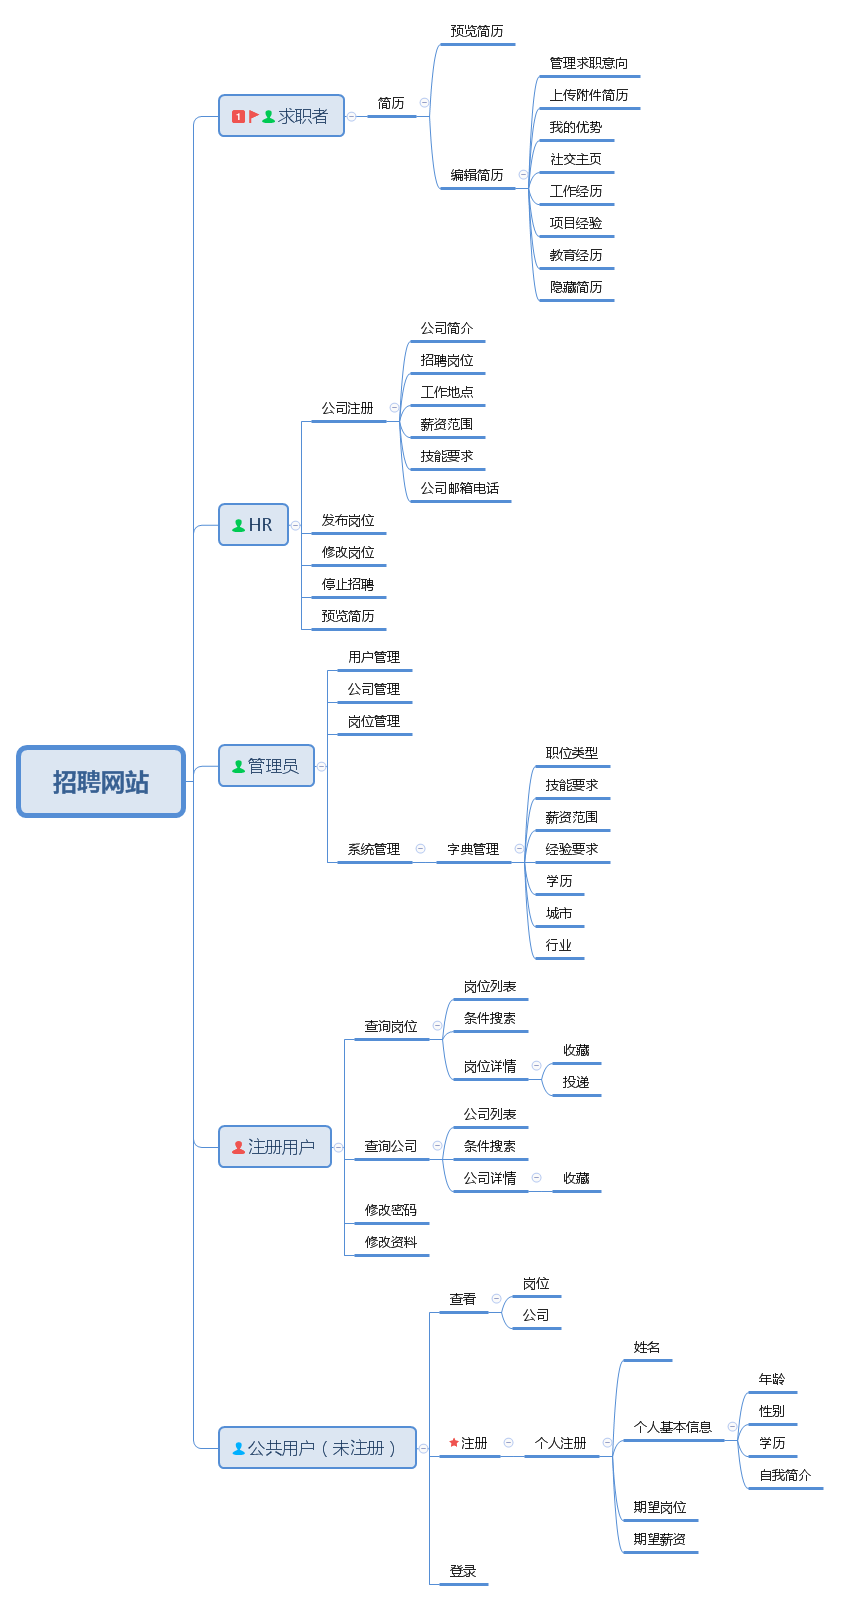 招聘网站
1 求职者
简历
预览简历
编辑简历
管理求职意向
上传附件简历
我的优势
社交主页
工作经历
项目经验
教育经历
隐藏简历
HR
公司注册
公司简介
招聘岗位
工作地点
薪资范围
技能要求
公司邮箱电话
发布岗位
修改岗位
停止招聘
预览简历
管理员
用户管理
公司管理
岗位管理
系统管理
字典管理
职位类型
技能要求
薪资范围
经验要求
学历
城市
行业
注册用户
查询岗位
岗位列表
条件搜索
岗位详情
收藏
投递
查询公司
公司列表
条件搜索
公司详情
收藏
修改密码
修改资料
公共用户（未注册）
查看
岗位
公司
注册
个人注册
姓名
个人基本信息
年龄
性别
学历
自我简介
期望岗位
期望薪资
登录